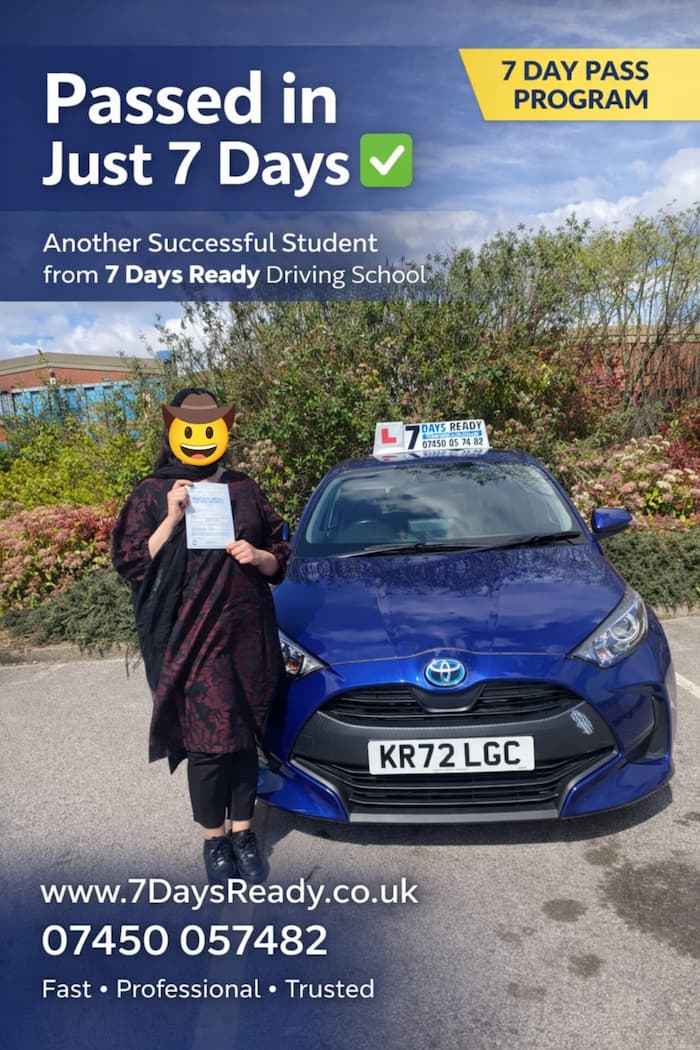 7 DAY PASS
PROGRAM
Passed in
Just 7 Days
Another Successful Student
from 7 Days Ready Driving School
L 7 DAYS READY
07450 05 74 82
KR72 LGC
www.7DaysReady.co.uk
07450 057482
Fast • Professional • Trusted